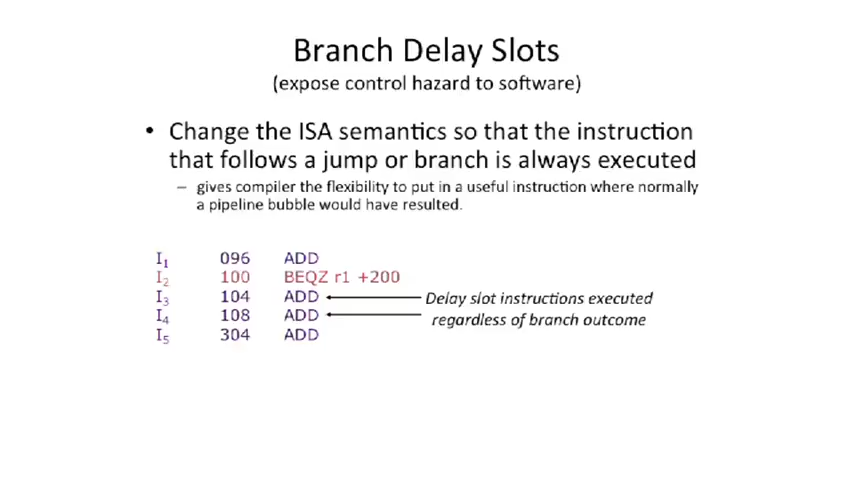 Branch Delay Slots
(expose control hazard to software)
• Change the ISA semantics so that the instruction
that follows a jump or branch is always executed
– gives compiler the flexibility to put in a useful instruction where normally
a pipeline bubble would have resulted.
I₁ 096 ADD
I₂ 100 BEQZ r1 +200
I₃ 104 ADD Delay slot instructions executed
I₄ 108 ADD regardless of branch outcome
I₅ 304 ADD